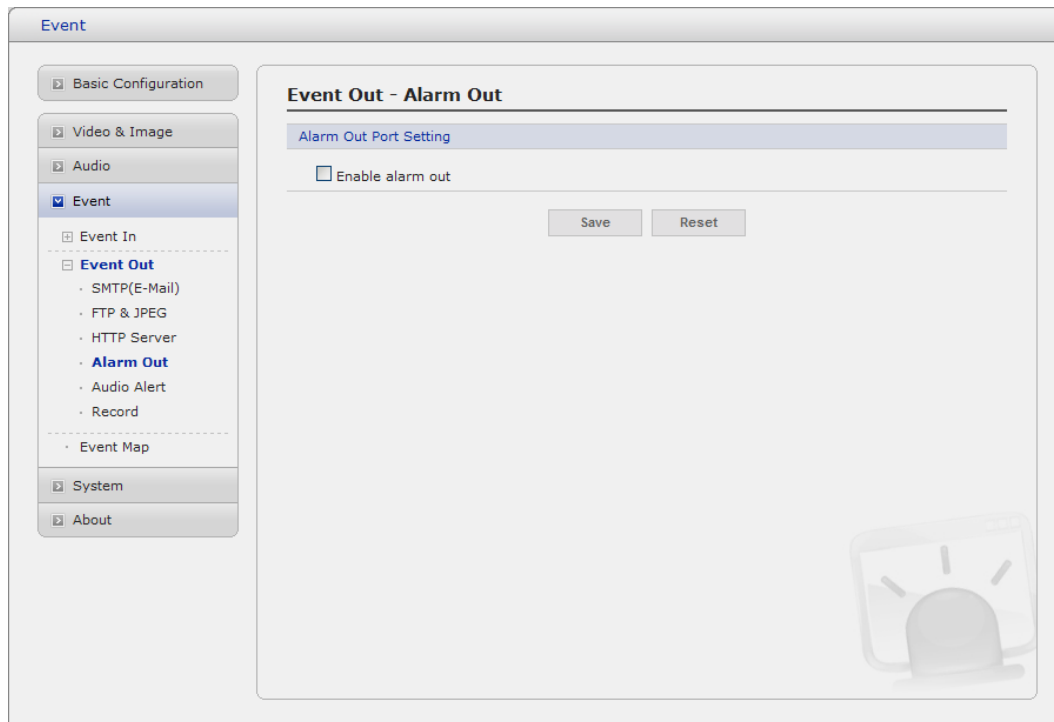 Event
Basic Configuration
Video & Image
Audio
Event
Event In
Event Out
SMTP(E-Mail)
FTP & JPEG
HTTP Server
Alarm Out
Audio Alert
Record
Event Map
System
About
Event Out - Alarm Out
Alarm Out Port Setting
Enable alarm out
Save Reset